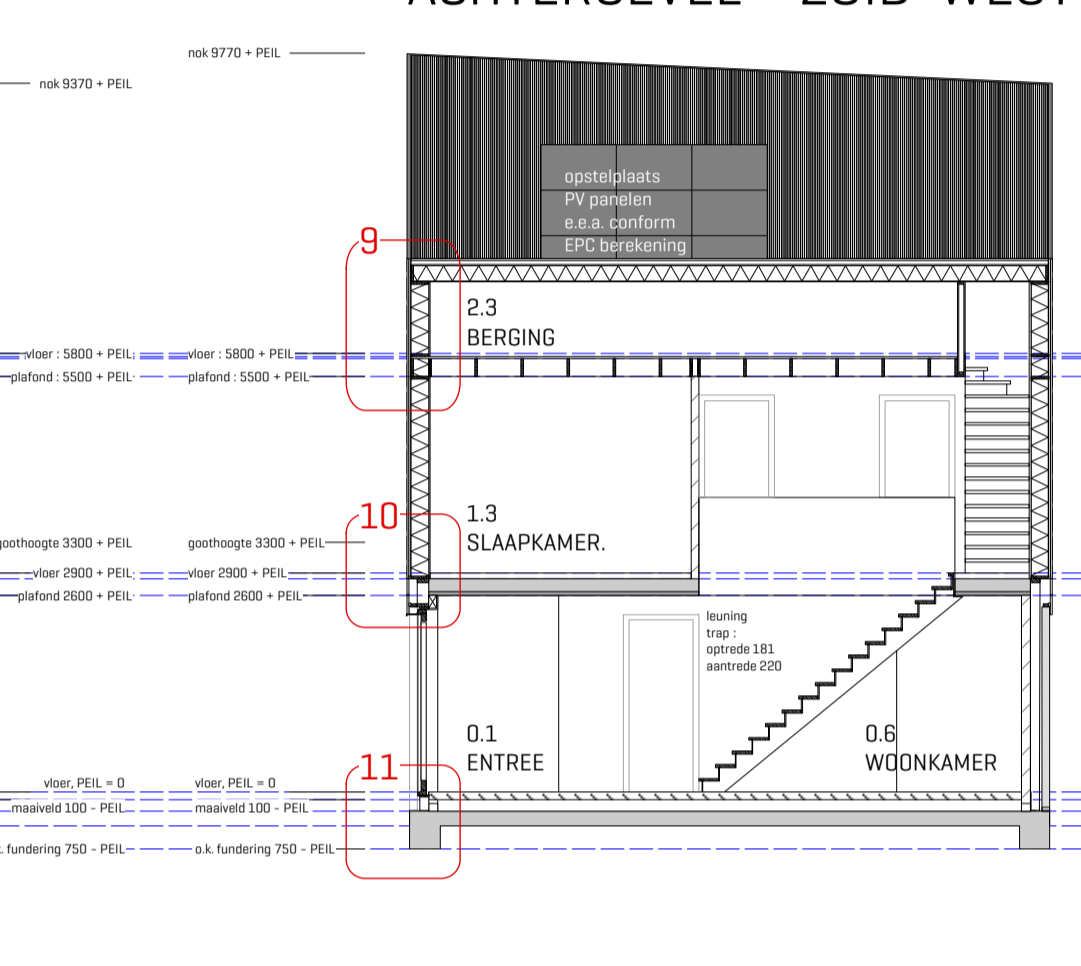 nok 9770 + PEIL
nok 9370 + PEIL
opstelplaats
PV panelen
e.e.a. conform
EPC berekening
9
2.3
BERGING
vloer : 5800 + PEIL
vloer : 5800 + PEIL
plafond : 5500 + PEIL
plafond : 5500 + PEIL
10
1.3
SLAAPKAMER.
goothoogte 3300 + PEIL
vloer 2900 + PEIL
vloer 2900 + PEIL
plafond 2600 + PEIL
plafond 2600 + PEIL
leuning
trap :
optrede 181
aantrede 220
0.1
ENTREE
0.6
WOONKAMER
11
vloer, PEIL = 0
vloer, PEIL = 0
maaiveld 100 - PEIL
maaiveld 100 - PEIL
fundering 750 - PEIL
o.k. fundering 750 - PEIL